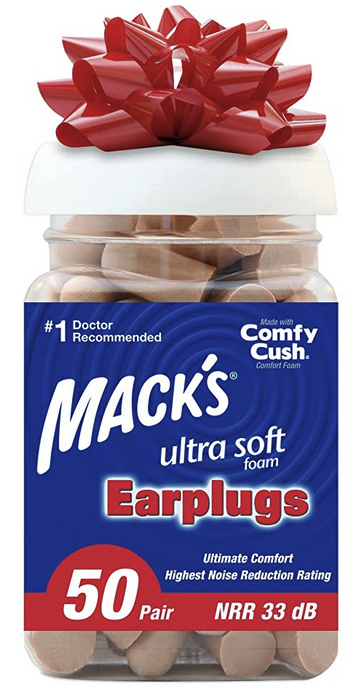 #1 Doctor
Recommended
Made with
Comfy
Cush®
Comfort Foam
MACK'S®
ultra soft
foam
Earplugs
Ultimate Comfort
Highest Noise Reduction Rating
50 Pair
NRR 33 dB